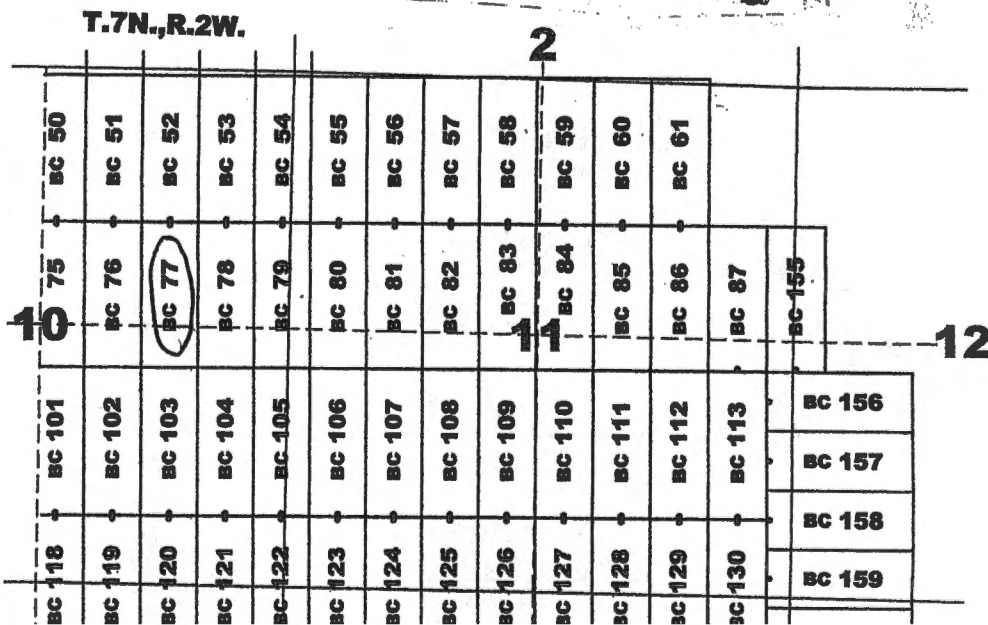 T.7N.,R.2W.
2
BC 50
BC 51
BC 52
BC 53
BC 54
BC 55
BC 56
BC 57
BC 58
BC 59
BC 60
BC 61
BC 75
BC 76
BC 77
BC 78
BC 79
BC 80
BC 81
BC 82
BC 83
BC 84
BC 85
BC 86
BC 87
BC 155
10
11
12
BC 101
BC 102
BC 103
BC 104
BC 105
BC 106
BC 107
BC 108
BC 109
BC 110
BC 111
BC 112
BC 113
BC 156
BC 157
BC 158
BC 159
BC 118
BC 119
BC 120
BC 121
BC 122
BC 123
BC 124
BC 125
BC 126
BC 127
BC 128
BC 129
BC 130